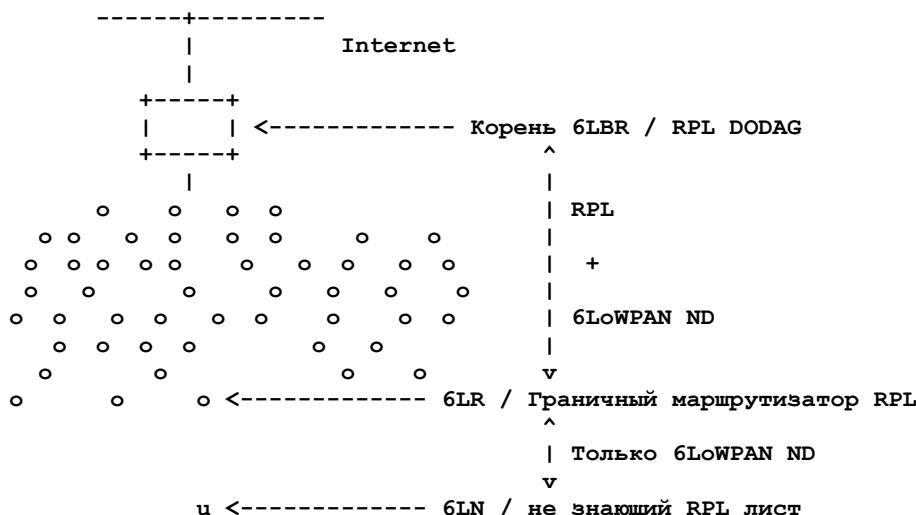 Internet
Корень 6LBR / RPL DODAG
RPL
+
6LoWPAN ND
6LR / Граничный маршрутизатор RPL
Только 6LoWPAN ND
u 6LN / не знающий RPL лист